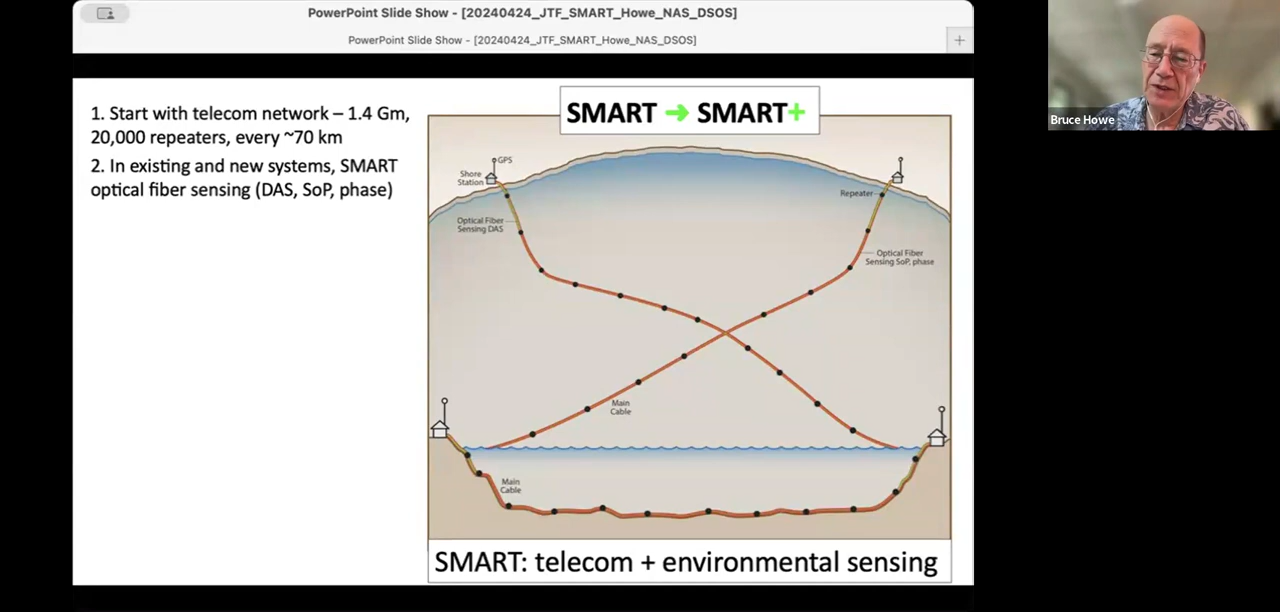 PowerPoint Slide Show - [20240424_JTF_SMART_Howe_NAS_DSOS]
PowerPoint Slide Show - [20240424_JTF_SMART_Howe_NAS_DSOS]
+
1. Start with telecom network – 1.4 Gm,
20,000 repeaters, every ~70 km
2. In existing and new systems, SMART
optical fiber sensing (DAS, SoP, phase)
SMART → SMART+
GPS
Shore
Station
Repeater
Optical Fiber
Sensing DAS
Optical Fiber
Sensing SoP, phase
Main
Cable
Main
Cable
SMART: telecom + environmental sensing
Bruce Howe